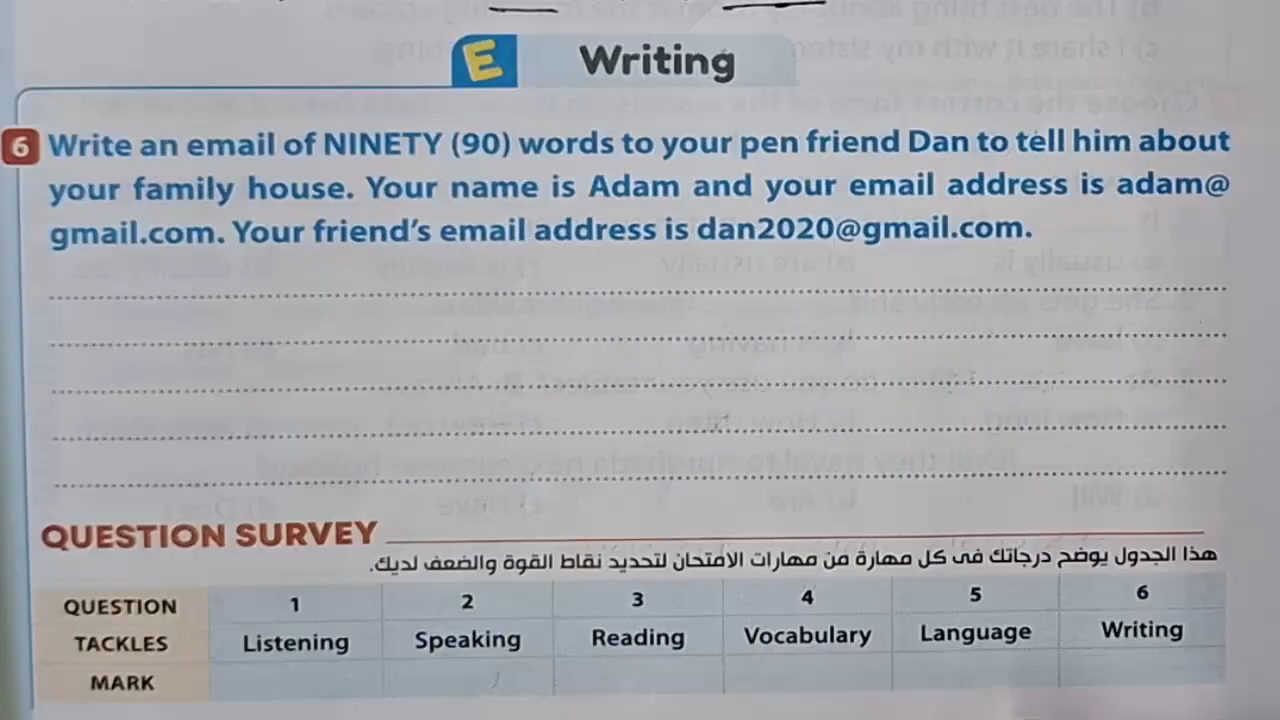 E Writing
6 Write an email of NINETY (90) words to your pen friend Dan to tell him about
your family house. Your name is Adam and your email address is adam@
gmail.com. Your friend's email address is dan2020@gmail.com.
QUESTION SURVEY
هذا الجدول يوضح درجاتك فى كل مهارة من مهارات الامتحان لتحديد نقاط القوة والضعف لديك.
QUESTION 1 2 3 4 5 6
TACKLES Listening Speaking Reading Vocabulary Language Writing
MARK